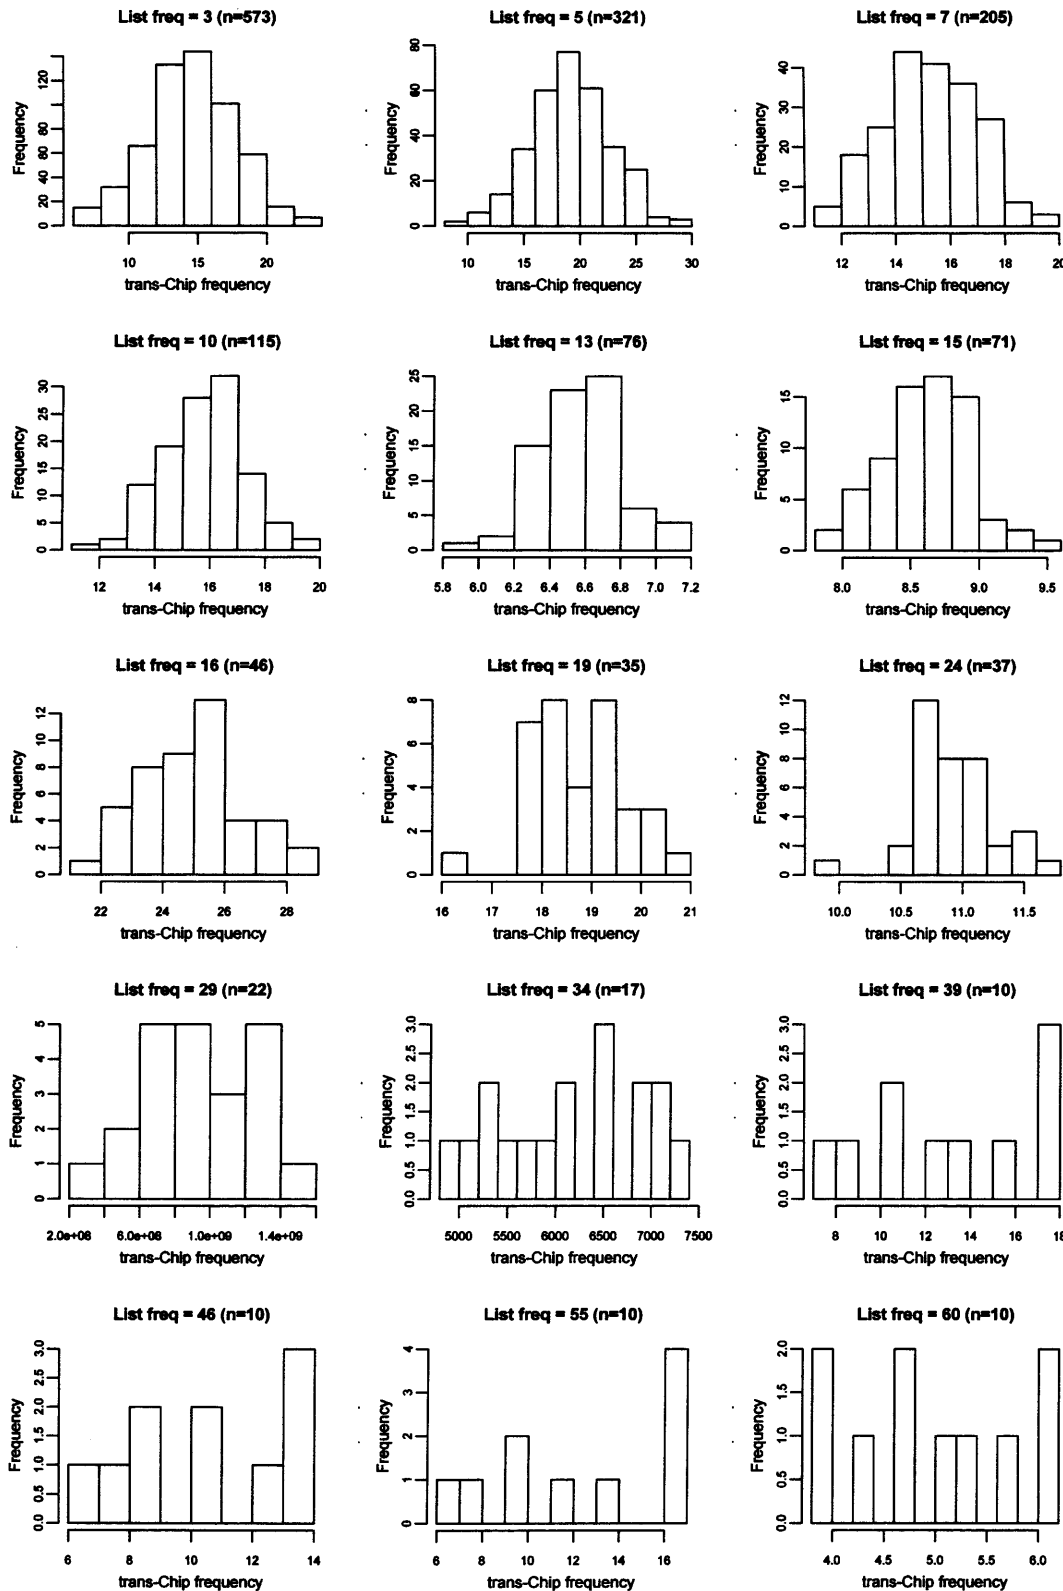 List freq = 3 (n=573)
Frequency
0 20 40 60 80 120
10 15 20
trans-Chip frequency
List freq = 5 (n=321)
Frequency
0 20 40 60 80
10 15 20 25 30
trans-Chip frequency
List freq = 7 (n=205)
Frequency
0 10 20 30 40
12 14 16 18 20
trans-Chip frequency
List freq = 10 (n=115)
Frequency
0 5 10 15 20 25 30
12 14 16 18 20
trans-Chip frequency
List freq = 13 (n=76)
Frequency
0 5 10 15 20 25
5.8 6.0 6.2 6.4 6.6 6.8 7.0 7.2
trans-Chip frequency
List freq = 15 (n=71)
Frequency
0 5 10 15
8.0 8.5 9.0 9.5
trans-Chip frequency
List freq = 16 (n=46)
Frequency
0 2 4 6 8 10 12
22 24 26 28
trans-Chip frequency
List freq = 19 (n=35)
Frequency
0 2 4 6 8
16 17 18 19 20 21
trans-Chip frequency
List freq = 24 (n=37)
Frequency
0 2 4 6 8 10 12
10.0 10.5 11.0 11.5
trans-Chip frequency
List freq = 29 (n=22)
Frequency
0 1 2 3 4 5
2.0e+08 6.0e+08 1.0e+09 1.4e+09
trans-Chip frequency
List freq = 34 (n=17)
Frequency
0.0 0.5 1.0 1.5 2.0 2.5 3.0
5000 5500 6000 6500 7000 7500
trans-Chip frequency
List freq = 39 (n=10)
Frequency
0.0 0.5 1.0 1.5 2.0 2.5 3.0
8 10 12 14 16 18
trans-Chip frequency
List freq = 46 (n=10)
Frequency
0.0 0.5 1.0 1.5 2.0 2.5 3.0
6 8 10 12 14
trans-Chip frequency
List freq = 55 (n=10)
Frequency
0 1 2 3 4
6 8 10 12 14 16
trans-Chip frequency
List freq = 60 (n=10)
Frequency
0.0 0.5 1.0 1.5 2.0
4.0 4.5 5.0 5.5 6.0
trans-Chip frequency